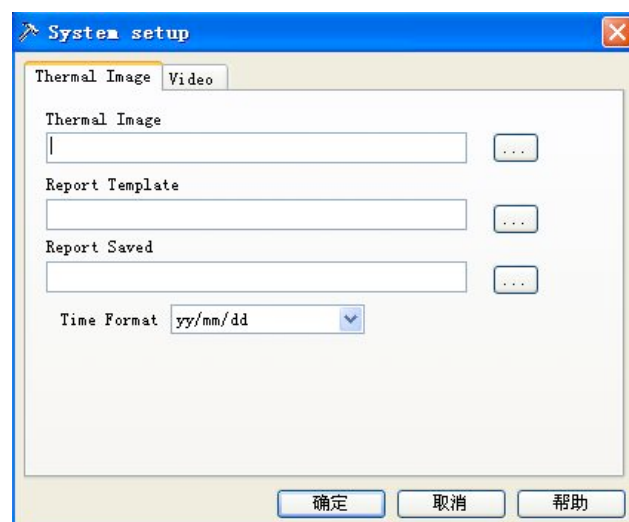 System setup
Thermal Image Video
Thermal Image
...
Report Template
...
Report Saved
...
Time Format yy/mm/dd
确定 取消 帮助